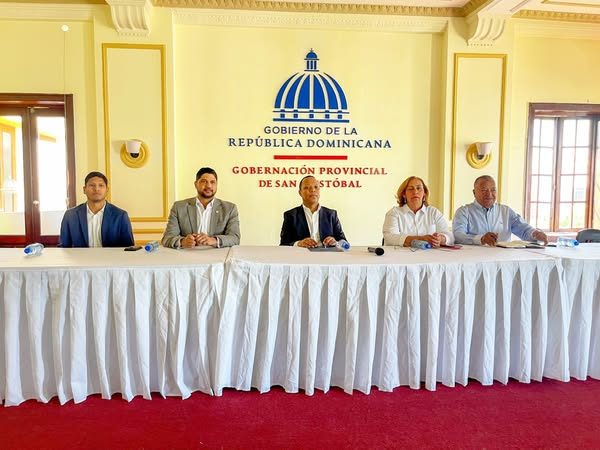 GOBIERNO DE LA
REPÚBLICA DOMINICANA
GOBERNACIÓN PROVINCIAL
DE SAN CRISTÓBAL